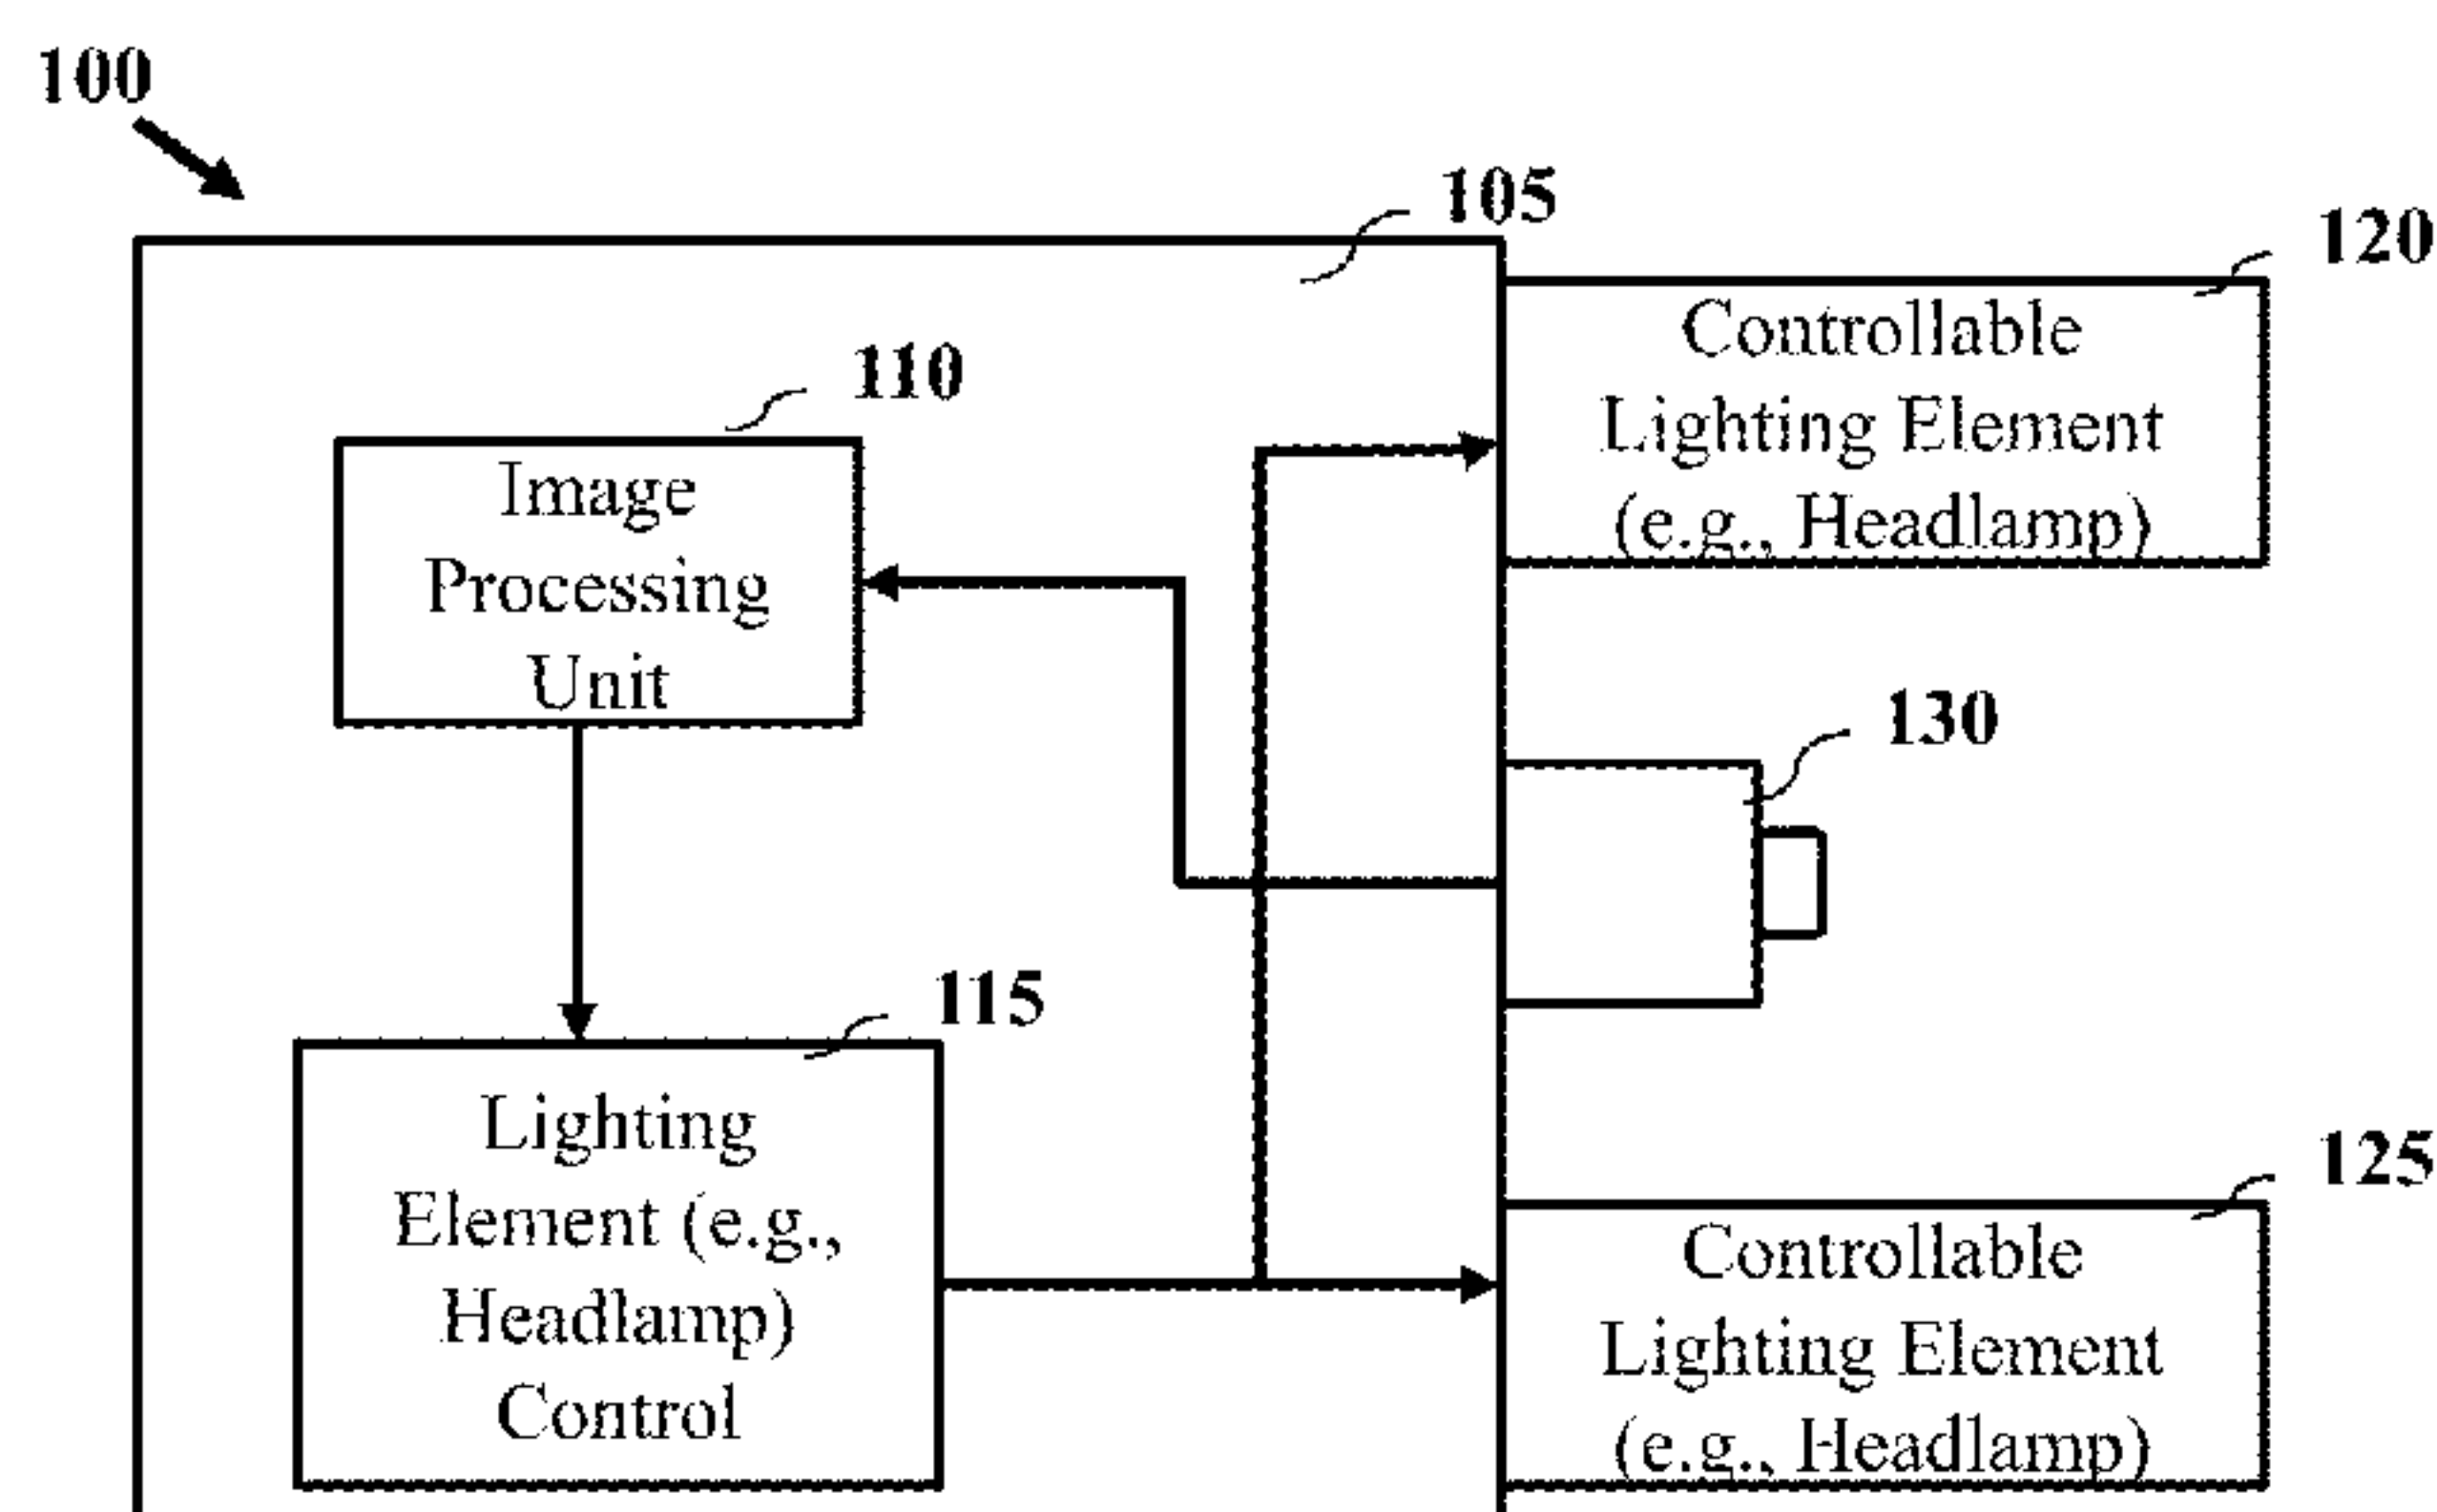 100
105
120
Controllable
Lighting Element
(e.g., Headlamp)
110
Image
Processing
Unit
130
115
Lighting
Element (e.g.,
Headlamp)
Control
125
Controllable
Lighting Element
(e.g., Headlamp)